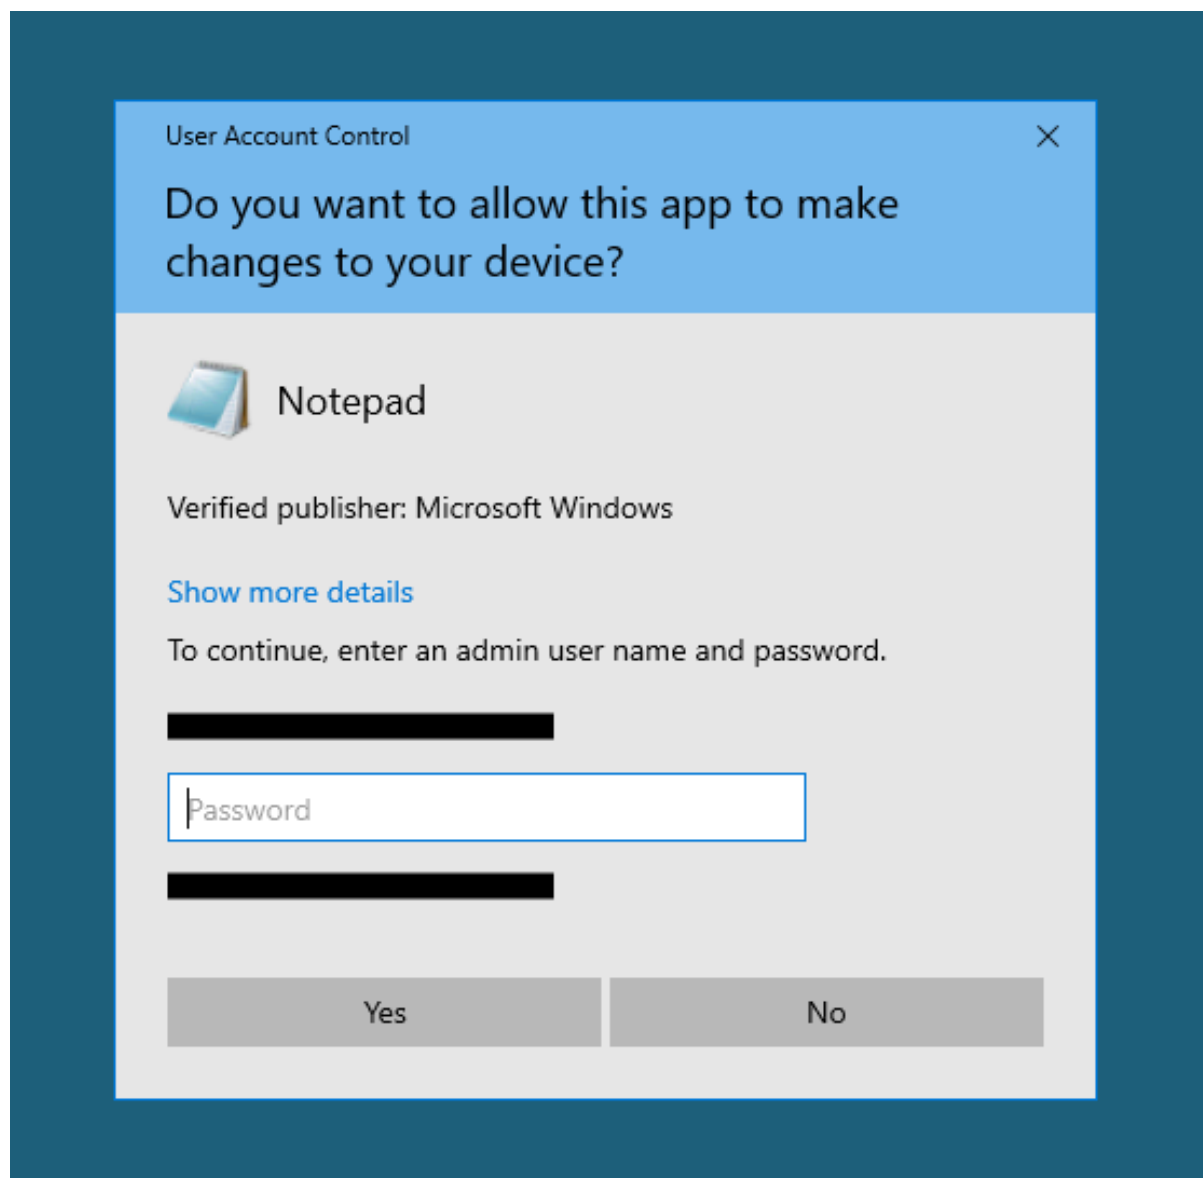 User Account Control
Do you want to allow this app to make
changes to your device?
Notepad
Verified publisher: Microsoft Windows
Show more details
To continue, enter an admin user name and password.
Password
Yes
No